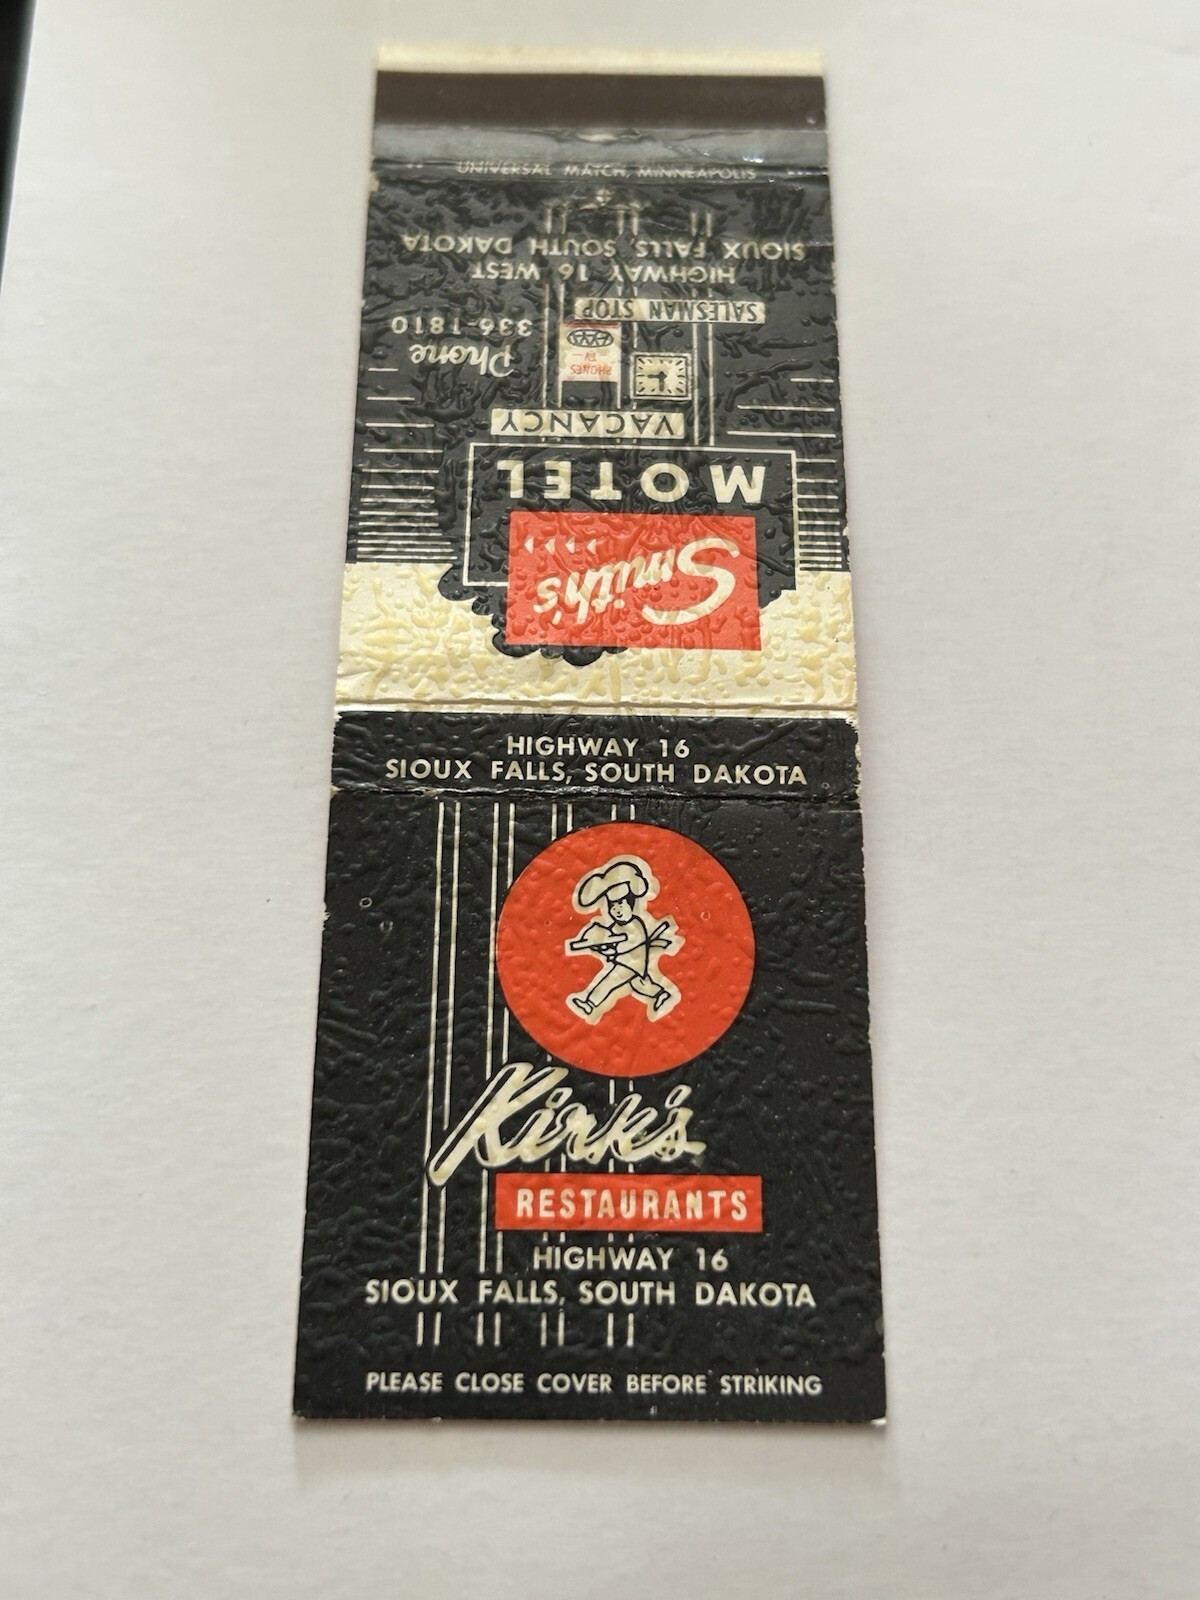 UNIVERSAL MATCH, MINNEAPOLIS
Smith's
MOTEL
VACANCY
PHONES
BY
AAA
Phone
336-1810
SALESMAN STOP
HIGHWAY 16 WEST
SIOUX FALLS, SOUTH DAKOTA
HIGHWAY 16
SIOUX FALLS, SOUTH DAKOTA
Kirk's
RESTAURANTS
HIGHWAY 16
SIOUX FALLS, SOUTH DAKOTA
PLEASE CLOSE COVER BEFORE STRIKING